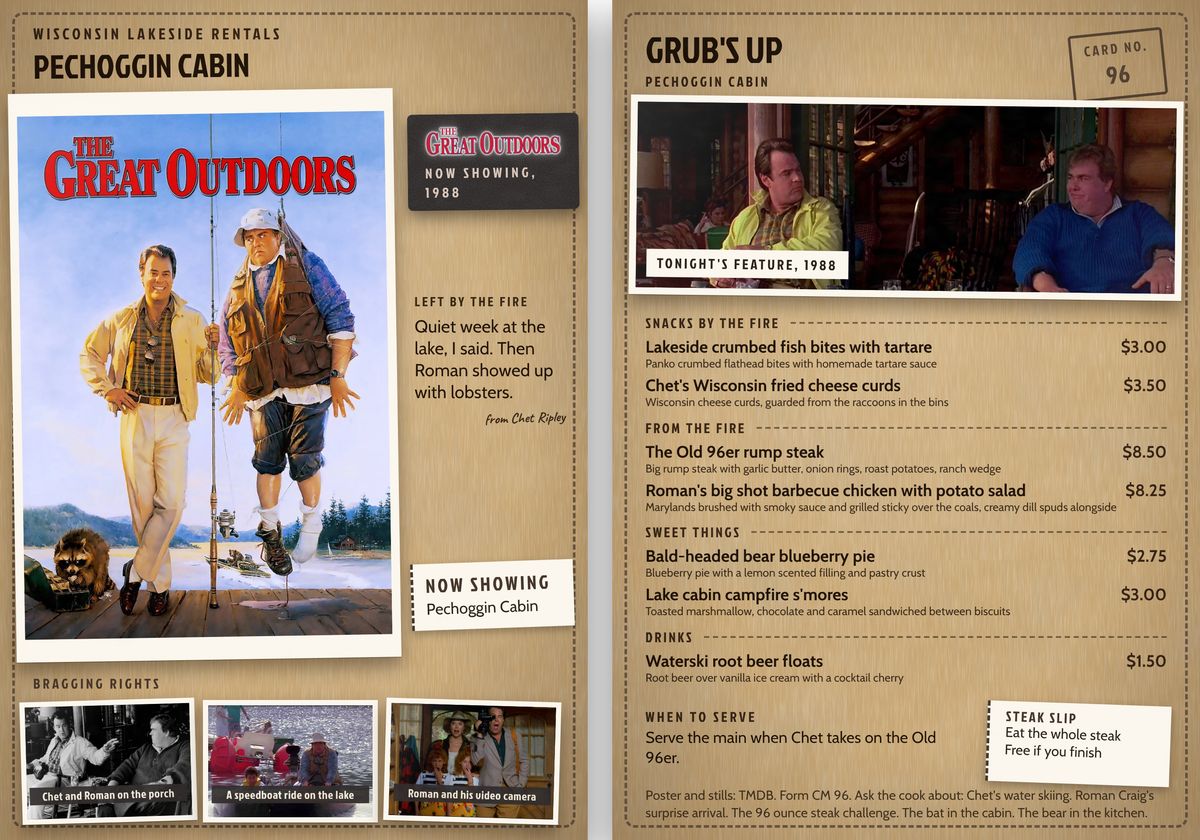 WISCONSIN LAKESIDE RENTALS
PECHOGGIN CABIN
THE
GREAT OUTDOORS
THE
GREAT OUTDOORS
NOW SHOWING,
1988
LEFT BY THE FIRE
Quiet week at the
lake, I said. Then
Roman showed up
with lobsters.
from Chet Ripley
NOW SHOWING
Pechoggin Cabin
BRAGGING RIGHTS
Chet and Roman on the porch
A speedboat ride on the lake
Roman and his video camera
GRUB'S UP
PECHOGGIN CABIN
CARD NO.
96
TONIGHT'S FEATURE, 1988
SNACKS BY THE FIRE
Lakeside crumbed fish bites with tartare $3.00
Panko crumbed flathead bites with homemade tartare sauce
Chet's Wisconsin fried cheese curds $3.50
Wisconsin cheese curds, guarded from the raccoons in the bins
FROM THE FIRE
The Old 96er rump steak $8.50
Big rump steak with garlic butter, onion rings, roast potatoes, ranch wedge
Roman's big shot barbecue chicken with potato salad $8.25
Marylands brushed with smoky sauce and grilled sticky over the coals, creamy dill spuds alongside
SWEET THINGS
Bald-headed bear blueberry pie $2.75
Blueberry pie with a lemon scented filling and pastry crust
Lake cabin campfire s'mores $3.00
Toasted marshmallow, chocolate and caramel sandwiched between biscuits
DRINKS
Waterski root beer floats $1.50
Root beer over vanilla ice cream with a cocktail cherry
WHEN TO SERVE
Serve the main when Chet takes on the Old
96er.
STEAK SLIP
Eat the whole steak
Free if you finish
Poster and stills: TMDB. Form CM 96. Ask the cook about: Chet's water skiing. Roman Craig's
surprise arrival. The 96 ounce steak challenge. The bat in the cabin. The bear in the kitchen.